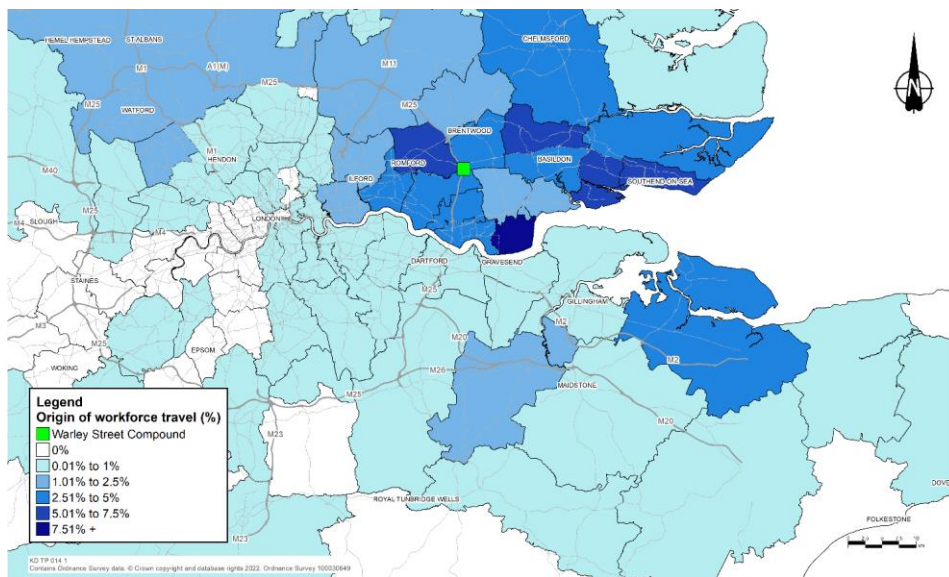 CHELMSFORD
HEMEL HEMPSTEAD
ST ALBANS
M1
A1(M)
M11
M25
M25
M25
WATFORD
BRENTWOOD
M1
HENDON
ROMFORD
BASILDON
ILFORD
M40
SOUTHEND-ON-SEA
M25
LONDON
SLOUGH
M4
M4
DARTFORD
GRAVESEND
STAINES
M25
GILLINGHAM
M3
M2
M20
EPSOM
M25
WOKING
M2
M26
MAIDSTONE
M25
M20
M23
ROYAL TUNBRIDGE WELLS
DOVE
FOLKESTONE
M23
Legend
Origin of workforce travel (%)
Warley Street Compound
0%
0.01% to 1%
1.01% to 2.5%
2.51% to 5%
5.01% to 7.5%
7.51% +
KD TP 014 1
Contains Ordnance Survey data. © Crown copyright and database rights 2022. Ordnance Survey 100030649